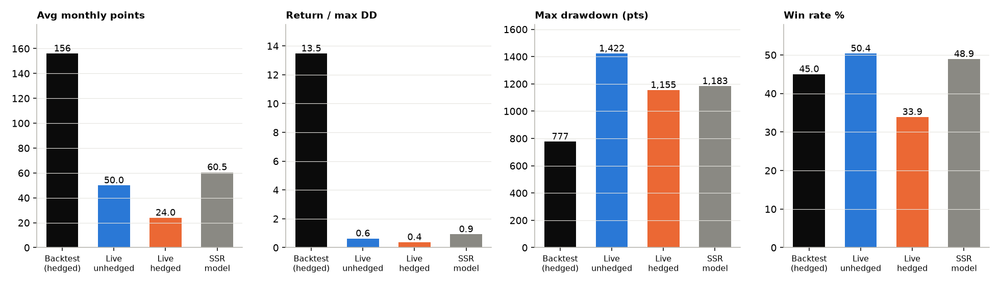 Avg monthly points
160
140
120
100
80
60
40
20
0
156
50.0
24.0
60.5
Backtest
(hedged)
Live
unhedged
Live
hedged
SSR
model
Return / max DD
14
12
10
8
6
4
2
0
13.5
0.6
0.4
0.9
Backtest
(hedged)
Live
unhedged
Live
hedged
SSR
model
Max drawdown (pts)
1600
1400
1200
1000
800
600
400
200
0
777
1,422
1,155
1,183
Backtest
(hedged)
Live
unhedged
Live
hedged
SSR
model
Win rate %
50
40
30
20
10
0
45.0
50.4
33.9
48.9
Backtest
(hedged)
Live
unhedged
Live
hedged
SSR
model